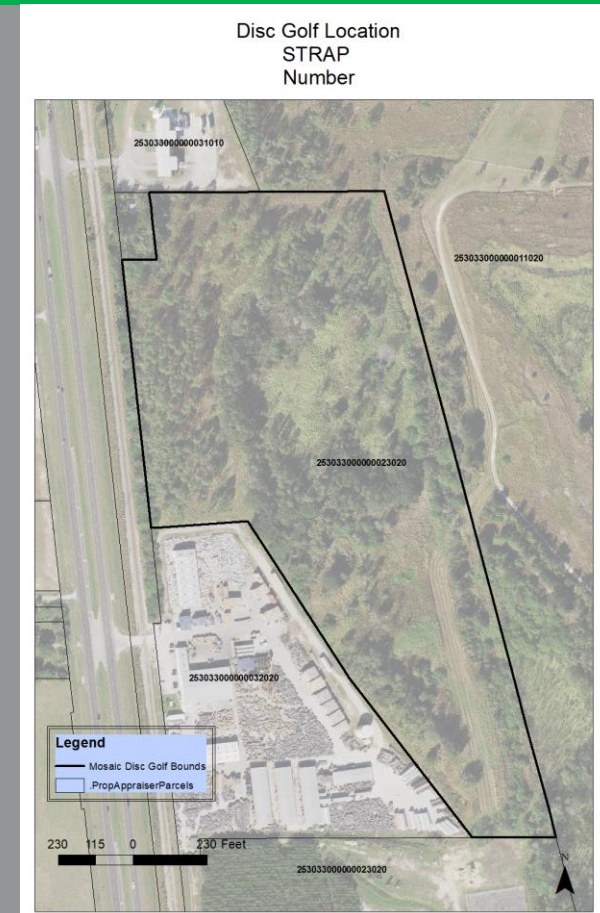 Disc Golf Location
STRAP
Number
253033000000031010
253033000000011020
253033000000023020
253033000000032020
Legend
Mosaic Disc Golf Bounds
.PropAppraiserParcels
230 115 0 230 Feet
253033000000023020
N